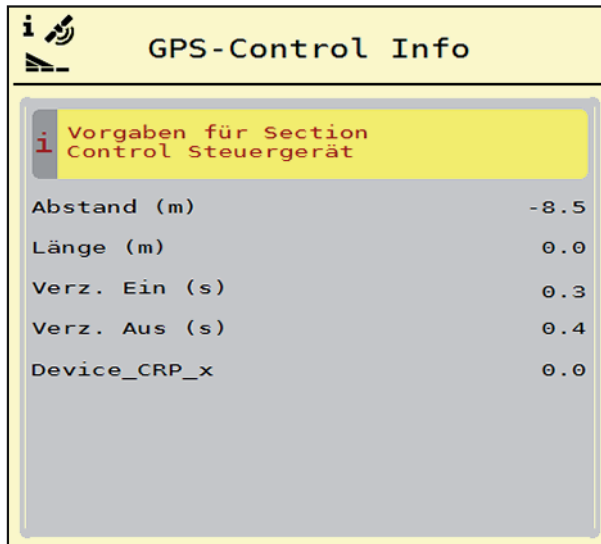 GPS-Control Info
i Vorgaben für Section
Control Steuergerät
Abstand (m) -8.5
Länge (m) 0.0
Verz. Ein (s) 0.3
Verz. Aus (s) 0.4
Device_CRP_x 0.0